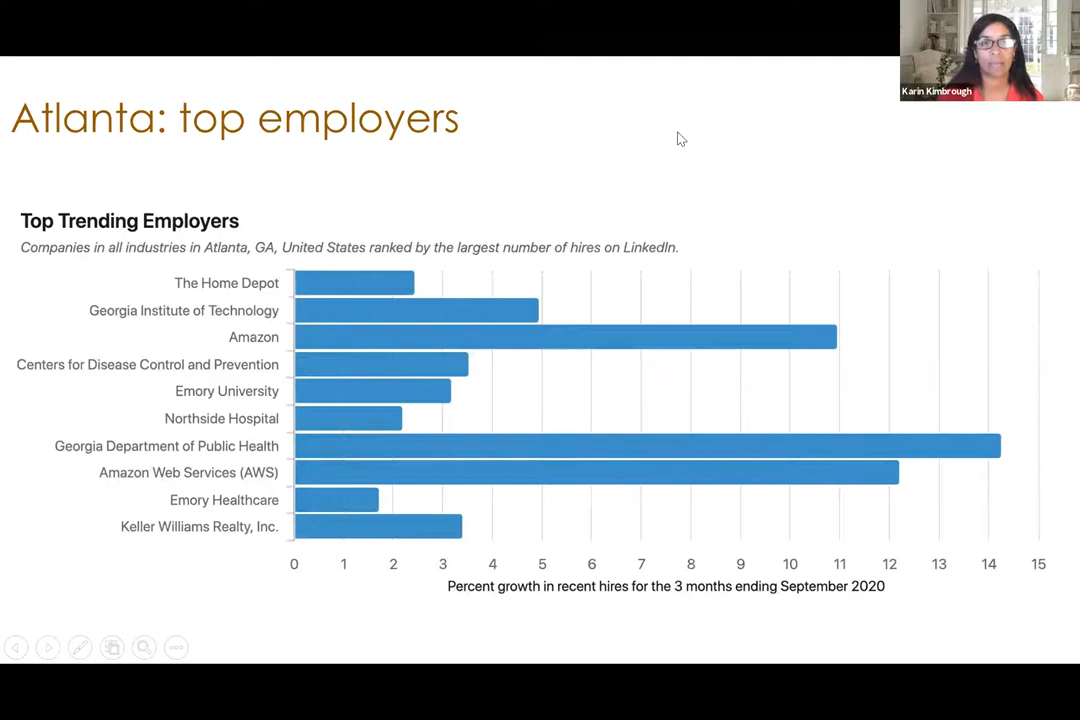 Karin Kimbrough
Atlanta: top employers
Top Trending Employers
Companies in all industries in Atlanta, GA, United States ranked by the largest number of hires on LinkedIn.
The Home Depot
Georgia Institute of Technology
Amazon
Centers for Disease Control and Prevention
Emory University
Northside Hospital
Georgia Department of Public Health
Amazon Web Services (AWS)
Emory Healthcare
Keller Williams Realty, Inc.
0 1 2 3 4 5 6 7 8 9 10 11 12 13 14 15
Percent growth in recent hires for the 3 months ending September 2020